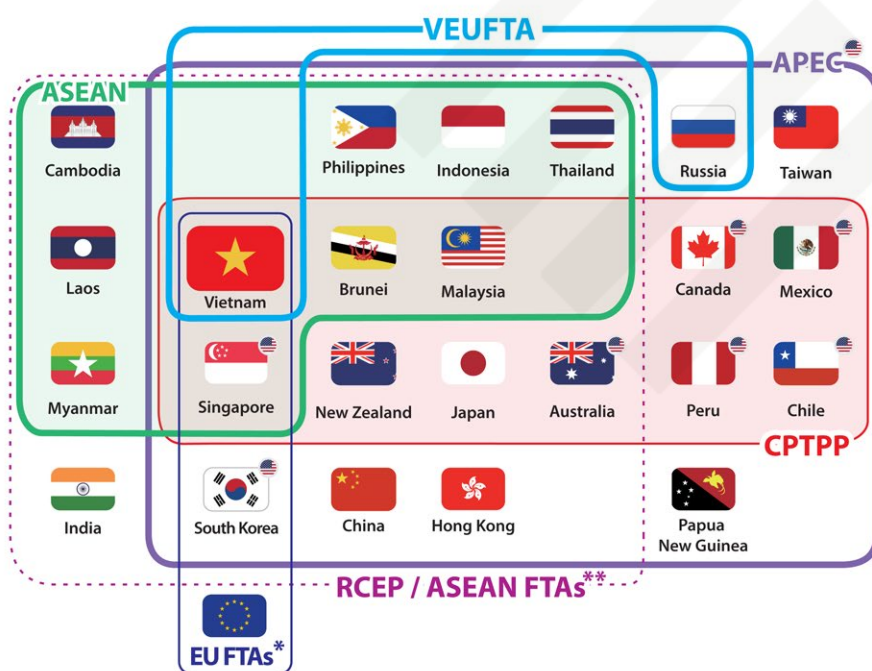 VEUFTA
APEC
ASEAN
Cambodia
Philippines
Indonesia
Thailand
Russia
Taiwan
Laos
Vietnam
Brunei
Malaysia
Canada
Mexico
Myanmar
Singapore
New Zealand
Japan
Australia
Peru
Chile
CPTPP
India
South Korea
China
Hong Kong
Papua
New Guinea
RCEP / ASEAN FTAs**
EU FTAs*